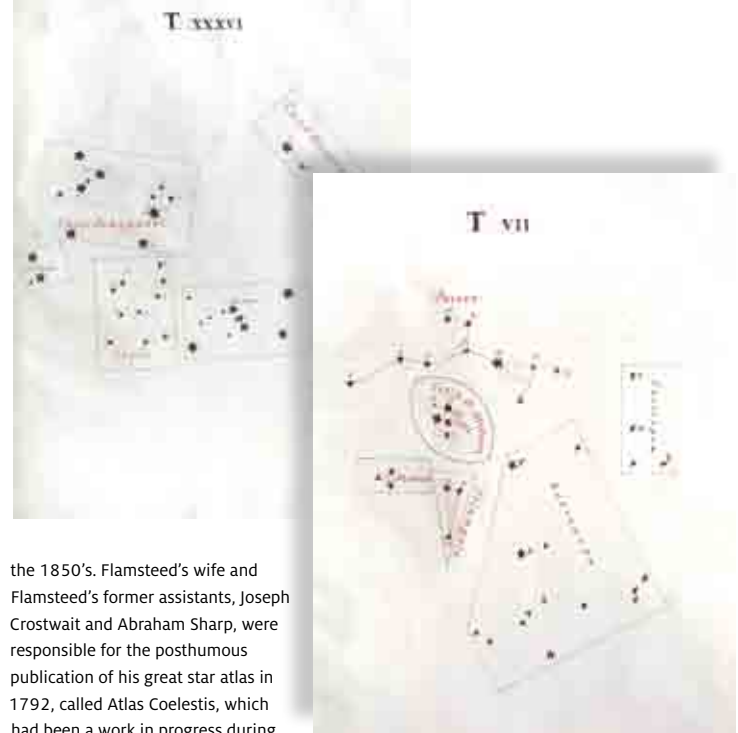 T XXXVI
T VII
the 1850's. Flamsteed's wife and
Flamsteed's former assistants, Joseph
Crostwait and Abraham Sharp, were
responsible for the posthumous
publication of his great star atlas in
1792, called Atlas Coelestis, which
had been a work in progress during